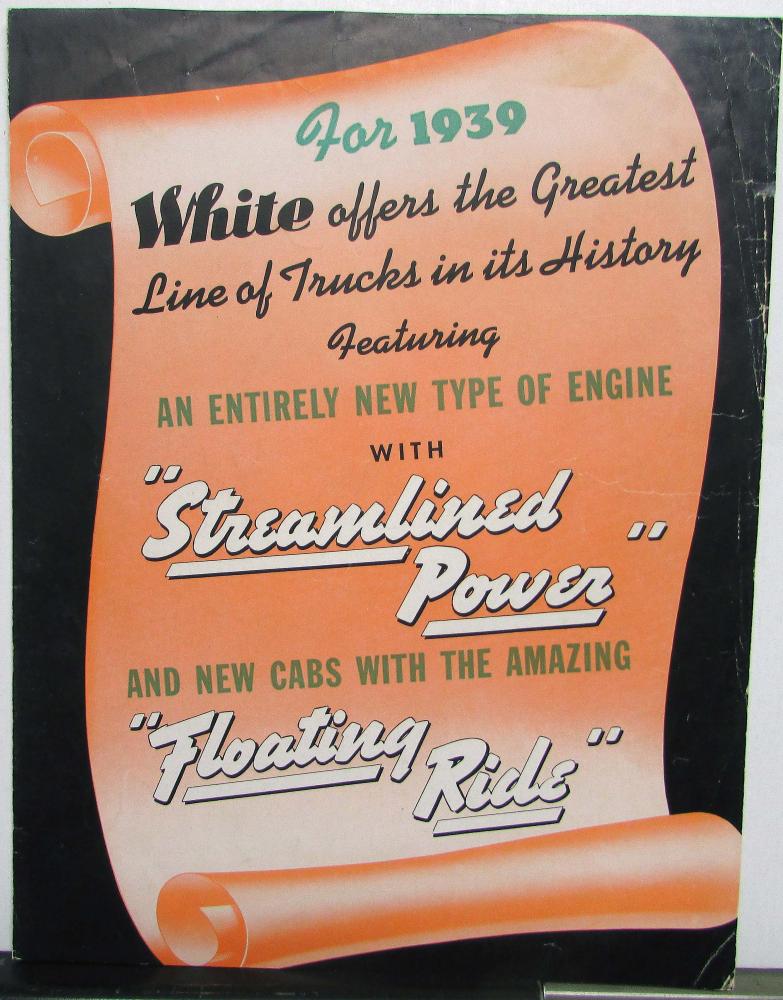 For 1939
White offers the Greatest
Line of Trucks in its History
Featuring
AN ENTIRELY NEW TYPE OF ENGINE
WITH
"Streamlined
Power"
AND NEW CABS WITH THE AMAZING
"Floating
Ride"